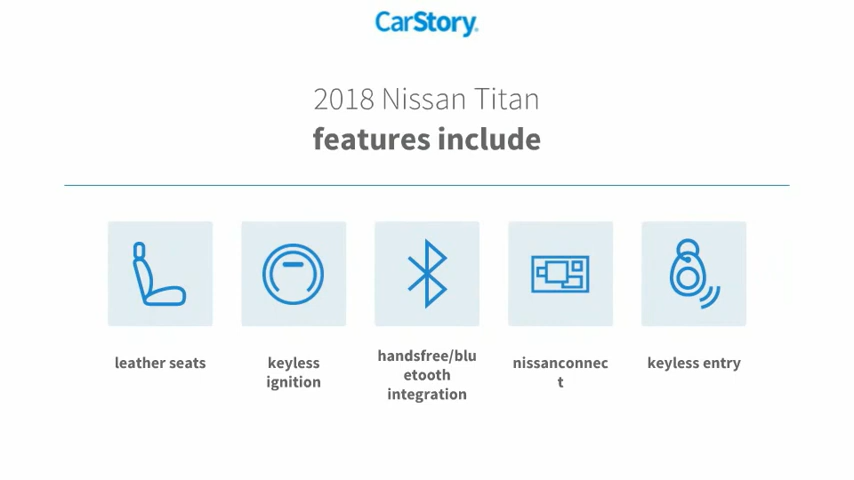 CarStory.
2018 Nissan Titan
features include
leather seats
keyless
ignition
handsfree/blu
etooth
integration
nissanconnec
t
keyless entry